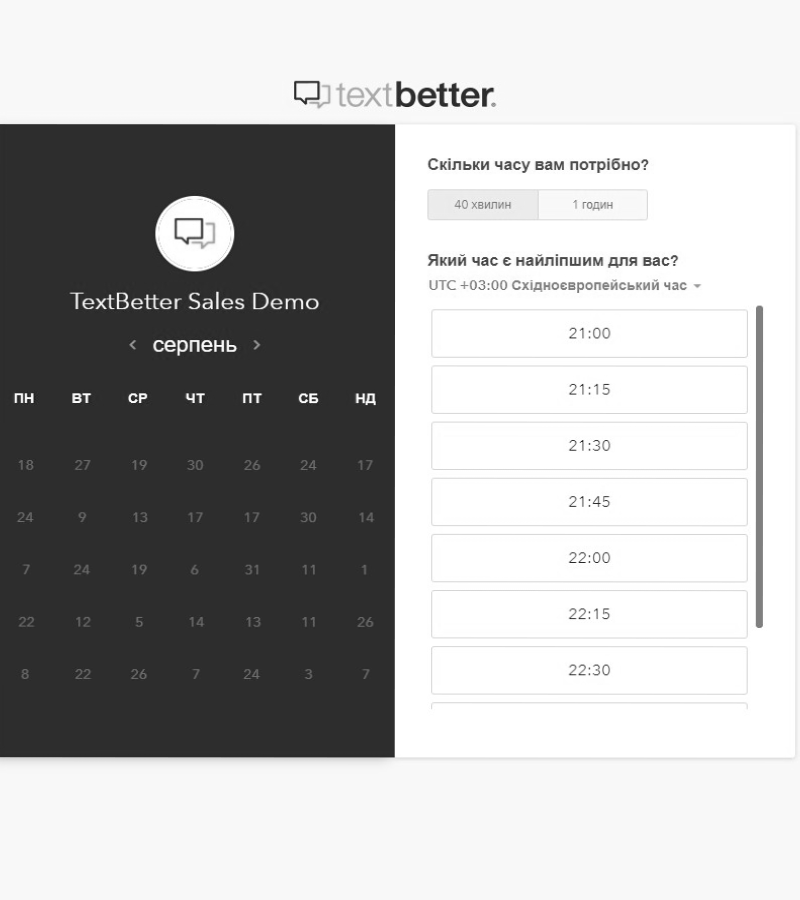 textbetter.
TextBetter Sales Demo
серпень
ПН ВТ СР ЧТ ПТ СБ НД
18 27 19 30 26 24 17
24 9 13 17 17 30 14
7 24 19 6 31 11 1
22 12 5 14 13 11 26
8 22 26 7 24 3 7
Скільки часу вам потрібно?
40 хвилин 1 годин
Який час є найліпшим для вас?
UTC +03:00 Східноєвропейський час
21:00
21:15
21:30
21:45
22:00
22:15
22:30